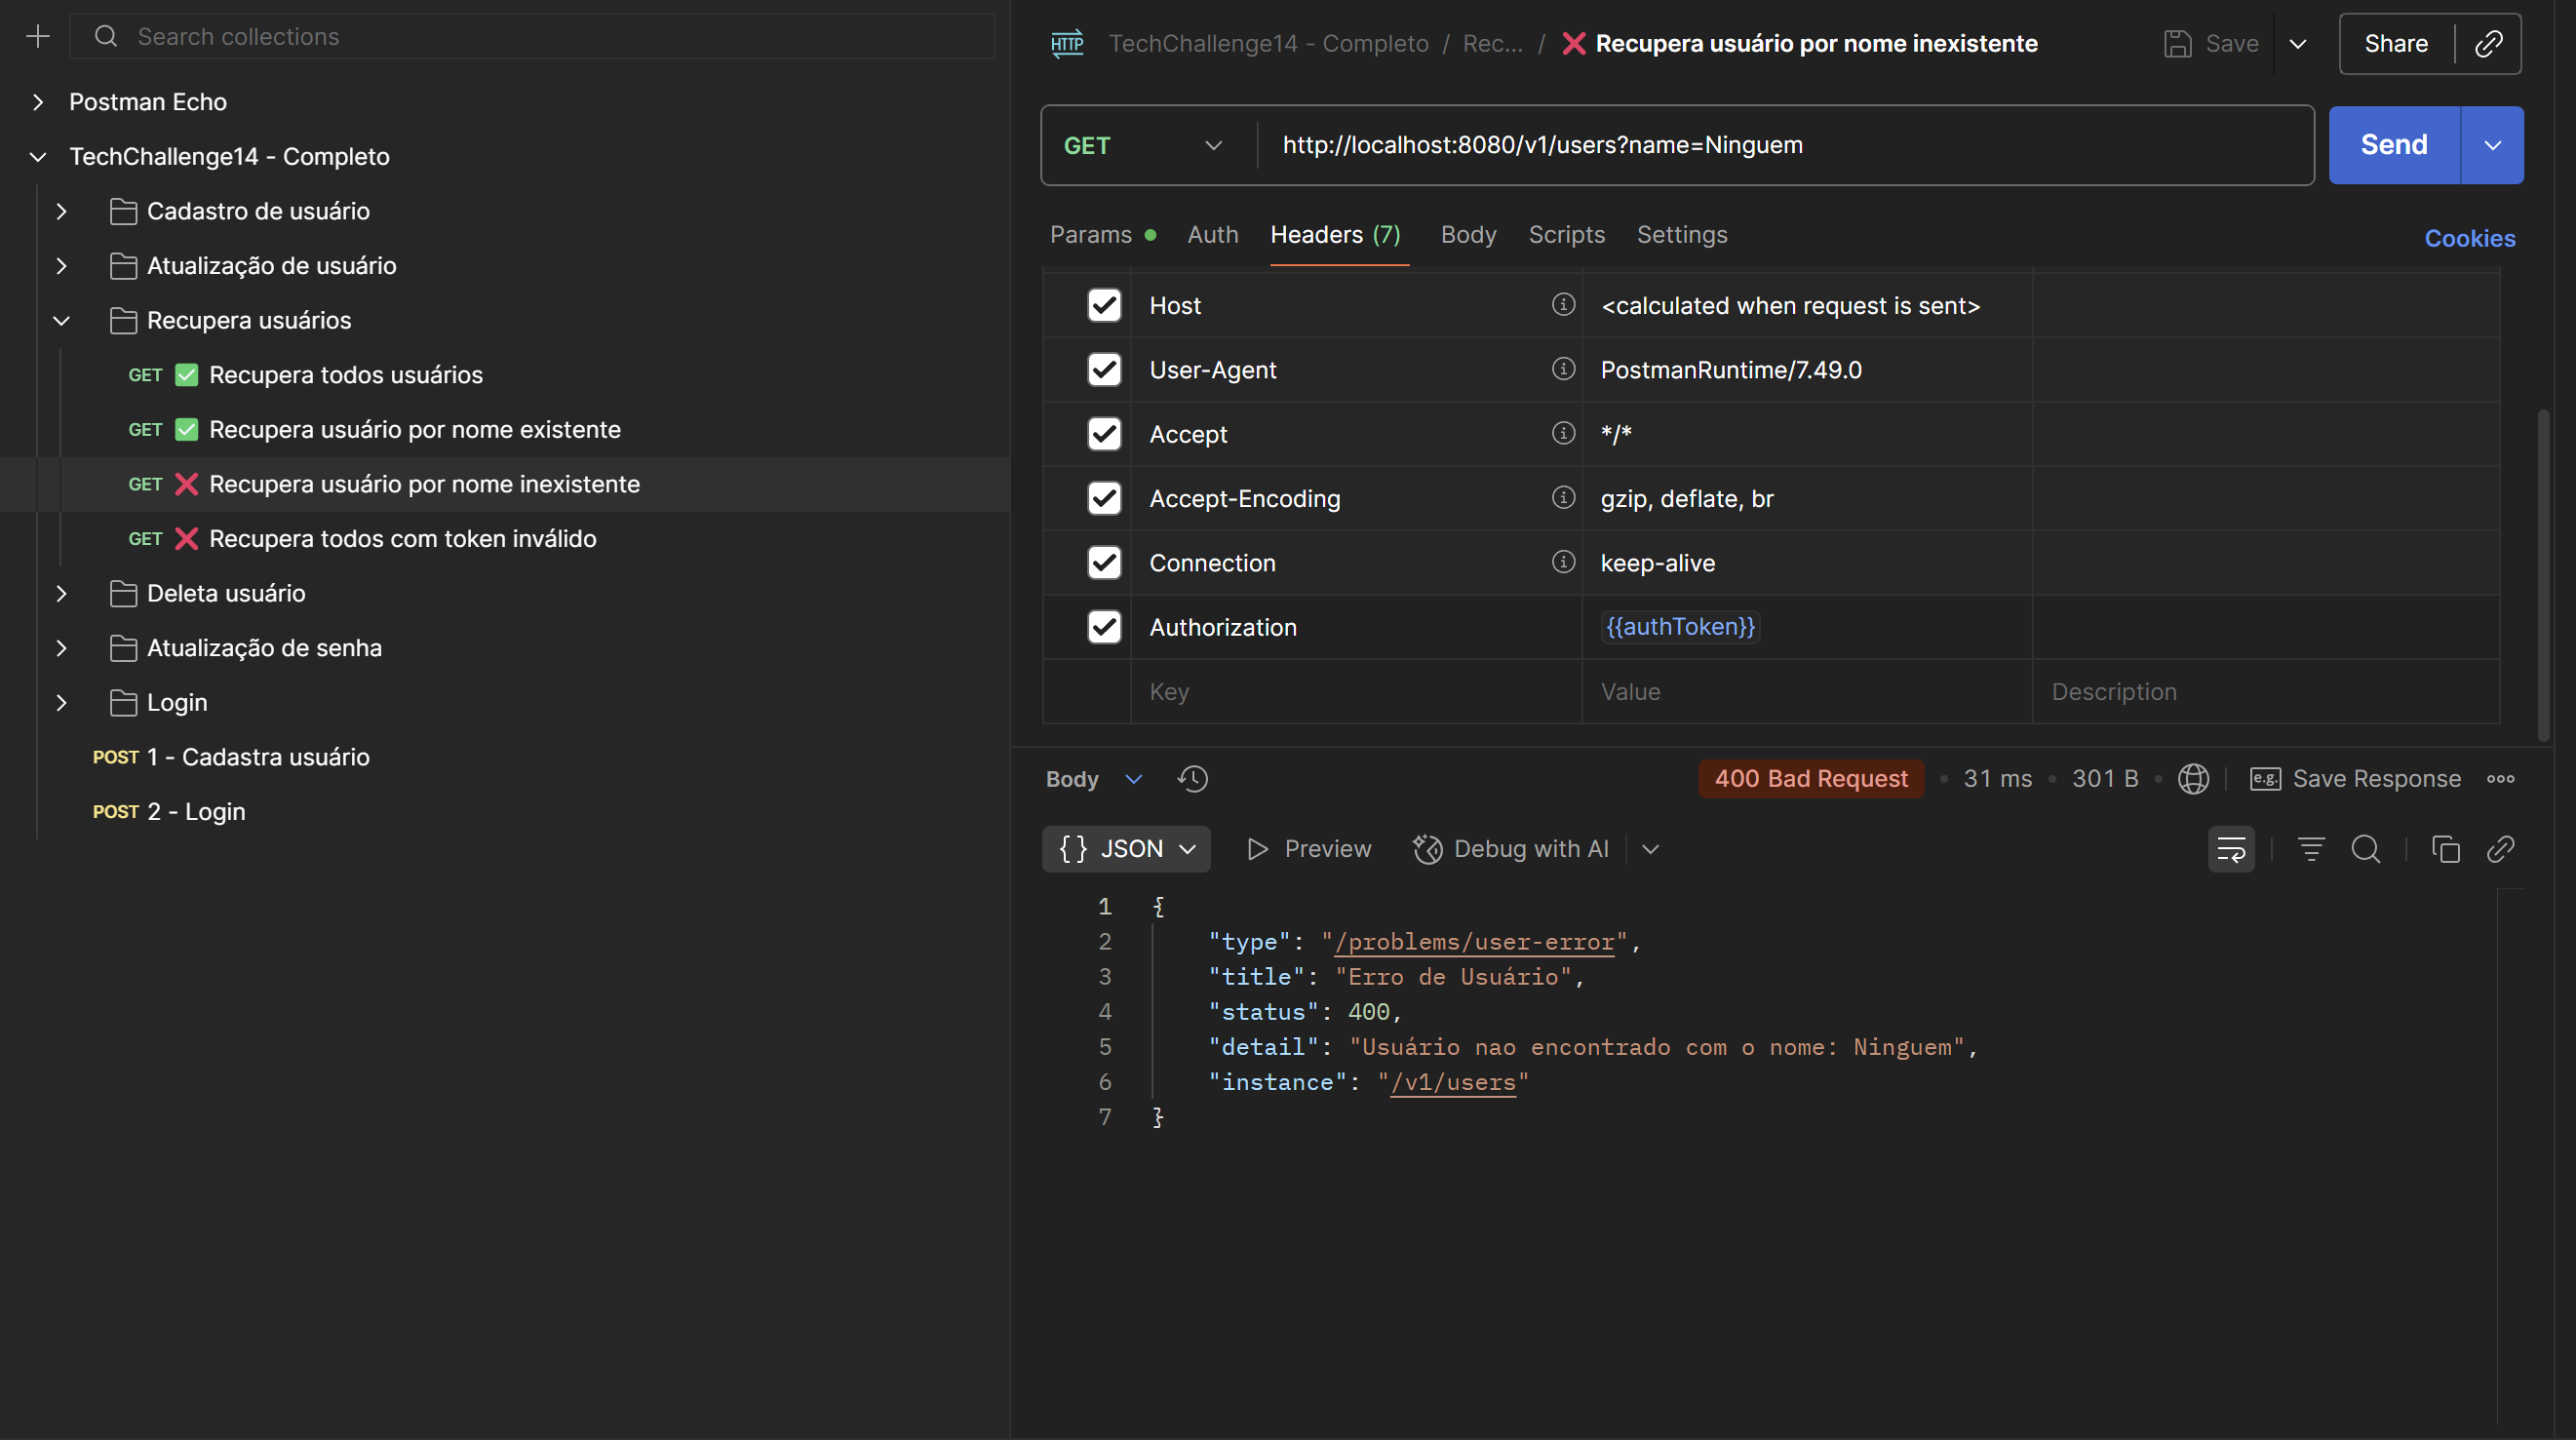 Search collections
Postman Echo
TechChallenge14 - Completo
Cadastro de usuário
Atualização de usuário
Recupera usuários
GET ✅ Recupera todos usuários
GET ✅ Recupera usuário por nome existente
GET ❌ Recupera usuário por nome inexistente
GET ❌ Recupera todos com token inválido
Deleta usuário
Atualização de senha
Login
POST 1 - Cadastra usuário
POST 2 - Login
HTTP TechChallenge14 - Completo / Rec... / ❌ Recupera usuário por nome inexistente Save Share
GET http://localhost:8080/v1/users?name=Ninguem Send
Params Auth Headers (7) Body Scripts Settings Cookies
Host <calculated when request is sent>
User-Agent PostmanRuntime/7.49.0
Accept */*
Accept-Encoding gzip, deflate, br
Connection keep-alive
Authorization {{authToken}}
Key Value Description
Body 400 Bad Request • 31 ms • 301 B • e.g. Save Response
{} JSON Preview Debug with AI
1 {
2 "type": "/problems/user-error",
3 "title": "Erro de Usuário",
4 "status": 400,
5 "detail": "Usuário nao encontrado com o nome: Ninguem",
6 "instance": "/v1/users"
7 }